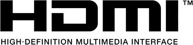 HDMI™
HIGH-DEFINITION MULTIMEDIA INTERFACE